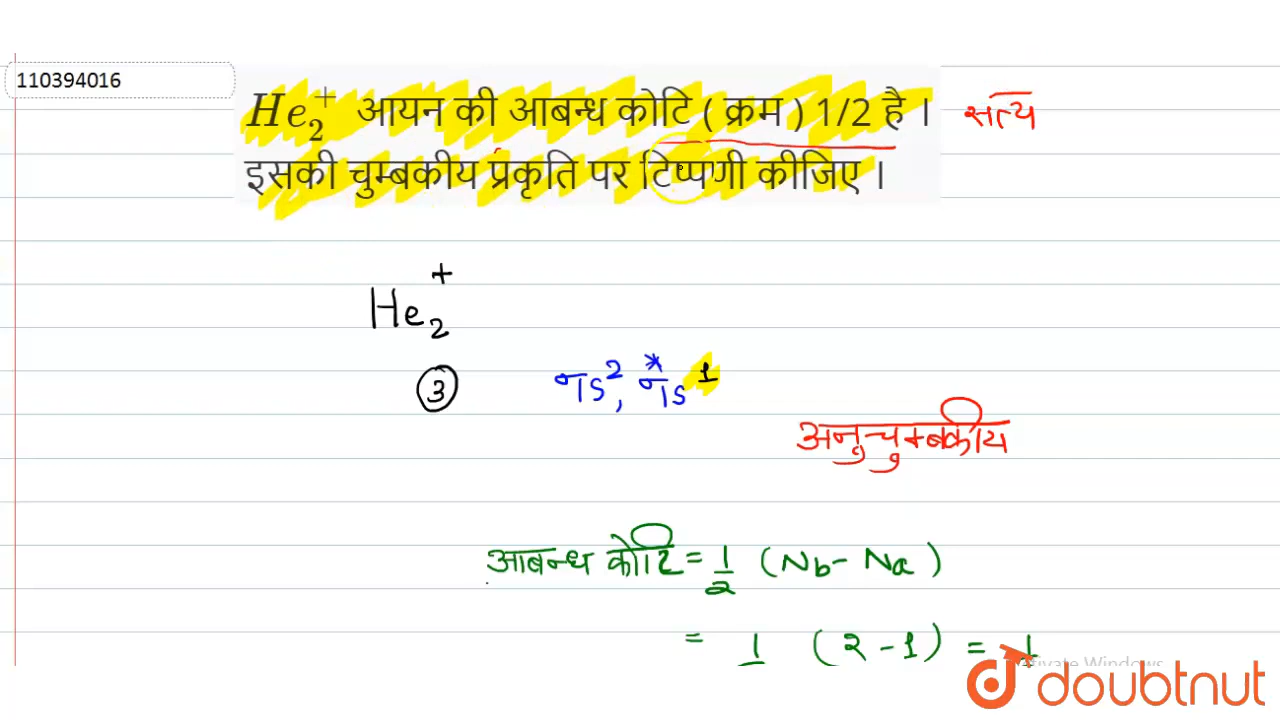 110394016
He₂⁺ आयन की आबन्ध कोटि ( क्रम ) 1/2 है । सत्य
इसकी चुम्बकीय प्रकृति पर टिप्पणी कीजिए ।
He₂⁺
3 σ1s², σ*1s¹
अनुचुम्बकीय
आबन्ध कोटि = 1/2 (Nb - Na)
= 1 (2 - 1) = 1
doubtnut